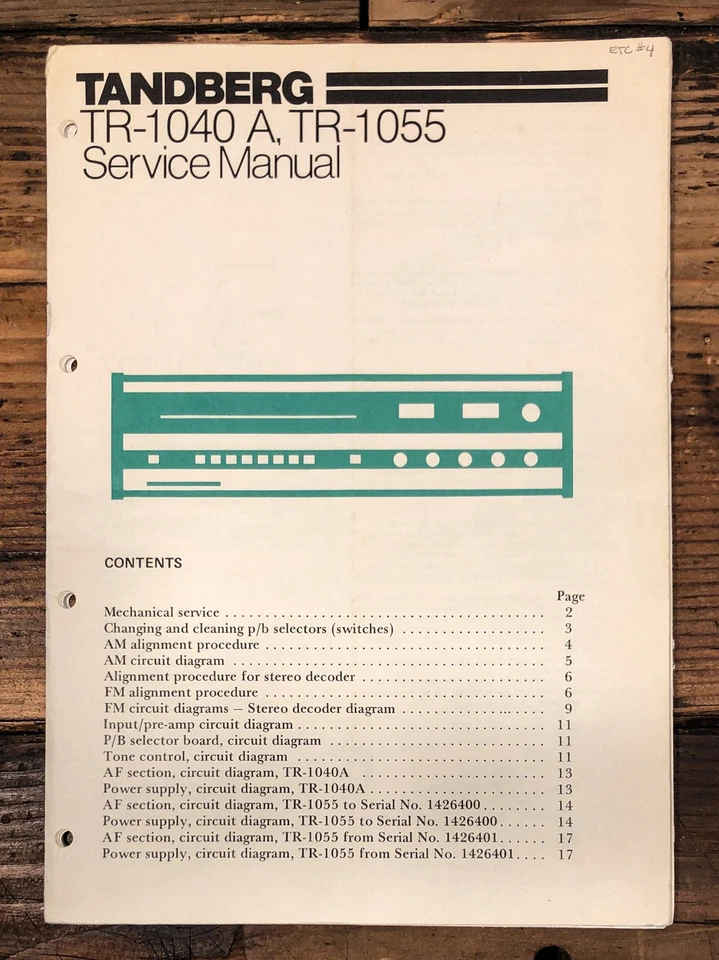 ETC #4
TANDBERG
TR-1040 A, TR-1055
Service Manual
CONTENTS
Page
Mechanical service . . . . . . . . . . . . . . . . . . . . . . . . . . . . . . . . . . . 2
Changing and cleaning p/b selectors (switches) . . . . . . . . . . . . . . . 3
AM alignment procedure . . . . . . . . . . . . . . . . . . . . . . . . . . . . . . 4
AM circuit diagram . . . . . . . . . . . . . . . . . . . . . . . . . . . . . . . . . . 5
Alignment procedure for stereo decoder . . . . . . . . . . . . . . . . . . . . 6
FM alignment procedure . . . . . . . . . . . . . . . . . . . . . . . . . . . . . . 6
FM circuit diagrams – Stereo decoder diagram . . . . . . . . . . . . . . . . 9
Input/pre-amp circuit diagram . . . . . . . . . . . . . . . . . . . . . . . . . . 11
P/B selector board, circuit diagram . . . . . . . . . . . . . . . . . . . . . . . 11
Tone control, circuit diagram . . . . . . . . . . . . . . . . . . . . . . . . . . 11
AF section, circuit diagram, TR-1040A . . . . . . . . . . . . . . . . . . . 13
Power supply, circuit diagram, TR-1040A . . . . . . . . . . . . . . . . . . 13
AF section, circuit diagram, TR-1055 to Serial No. 1426400 . . . . . . . 14
Power supply, circuit diagram, TR-1055 to Serial No. 1426400 . . . . . 14
AF section, circuit diagram, TR-1055 from Serial No. 1426401 . . . . . . 17
Power supply, circuit diagram, TR-1055 from Serial No. 1426401 . . . . 17